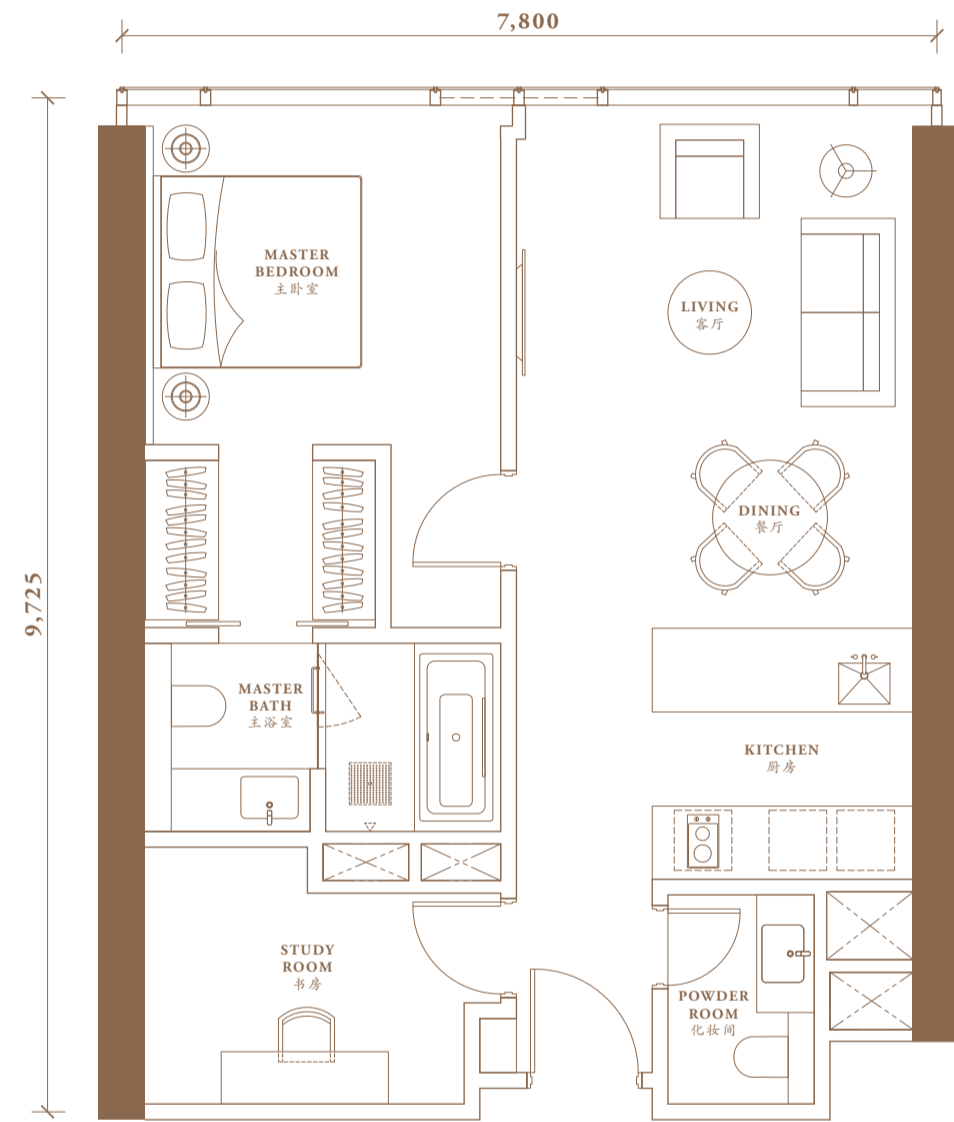 7,800
9,725
MASTER
BEDROOM
主卧室
LIVING
客厅
DINING
餐厅
MASTER
BATH
主浴室
KITCHEN
厨房
STUDY
ROOM
书房
POWDER
ROOM
化妆间